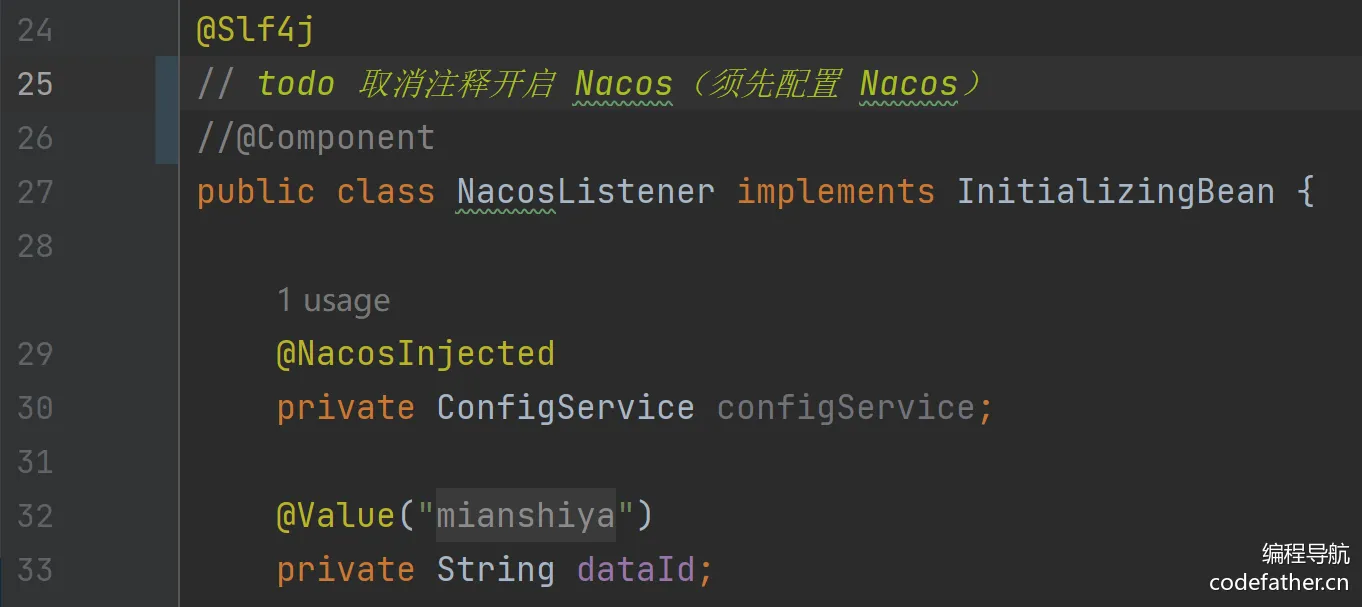 24 @Slf4j
25 // todo 取消注释开启 Nacos（须先配置 Nacos）
26 //@Component
27 public class NacosListener implements InitializingBean {
28
1 usage
29 @NacosInjected
30 private ConfigService configService;
31
32 @Value("mianshiya")
33 private String dataId;
编程导航
codefather.cn